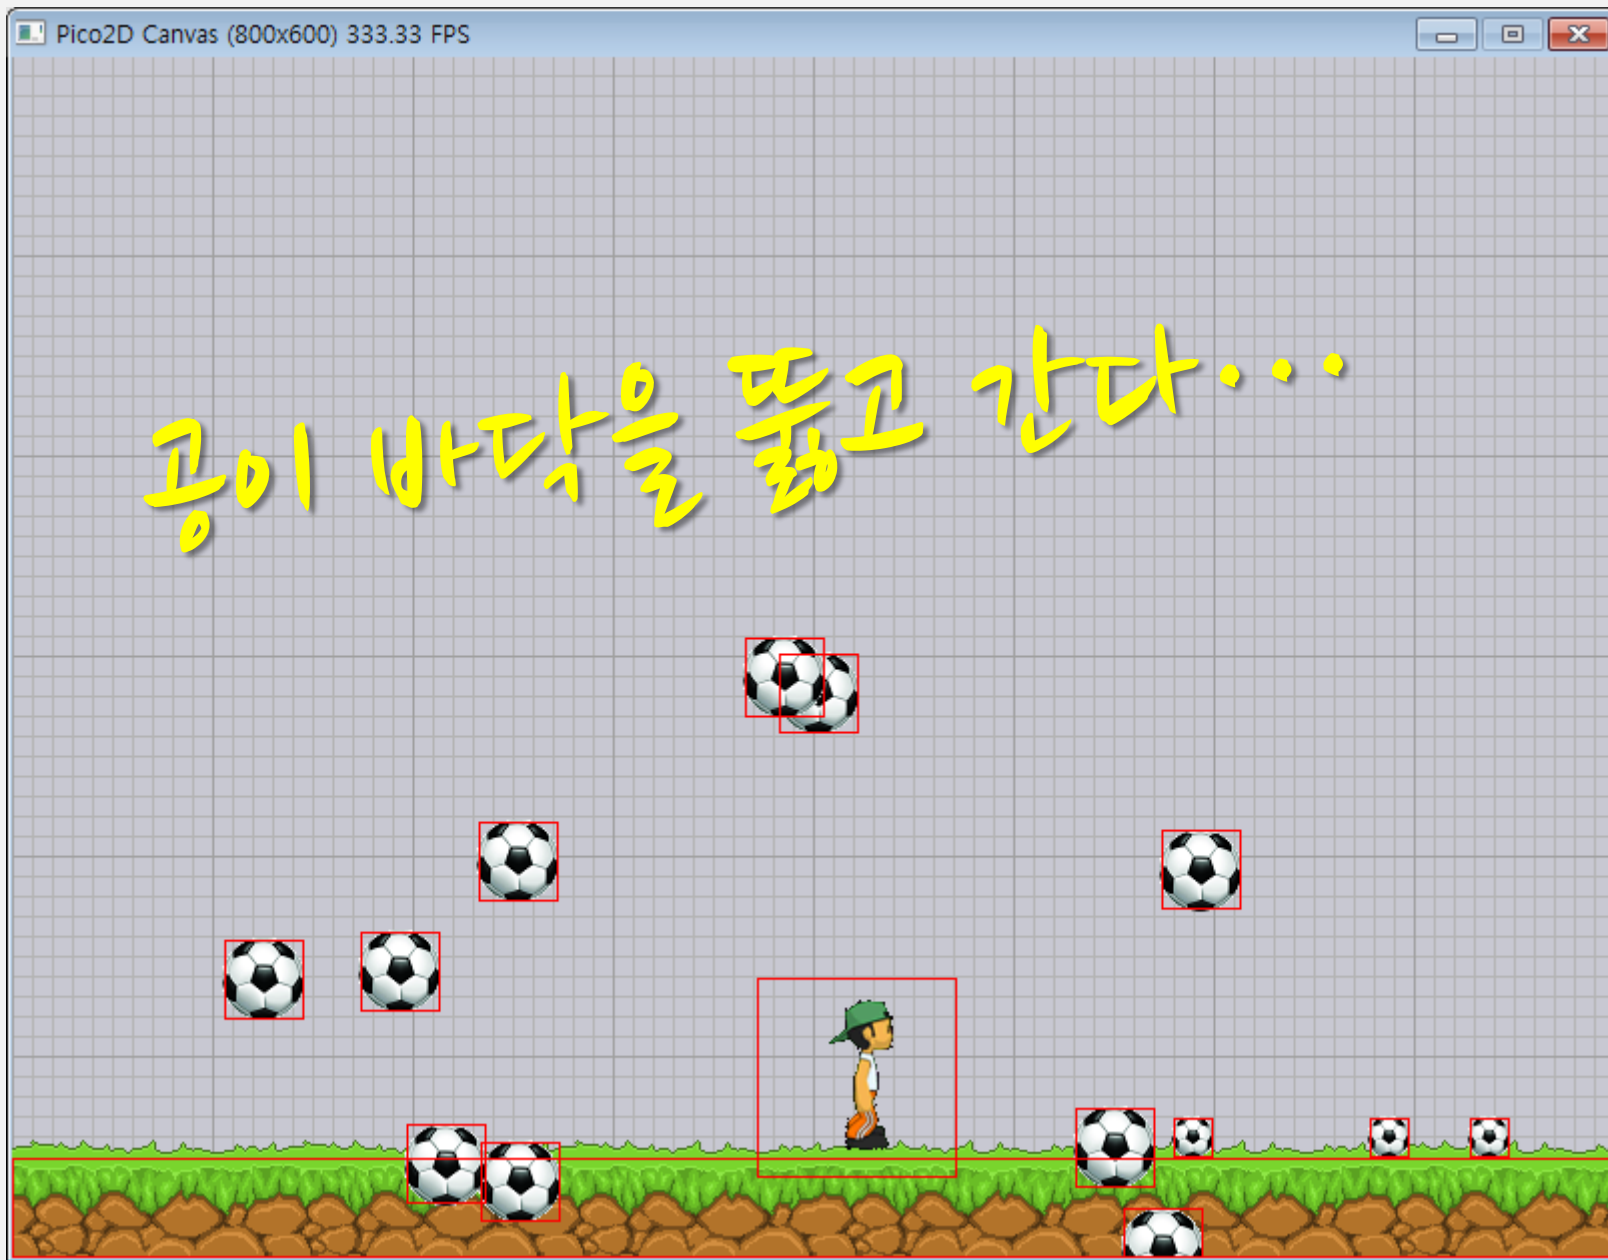 Pico2D Canvas (800x600) 333.33 FPS
공이 바닥을 뚫고 간다...